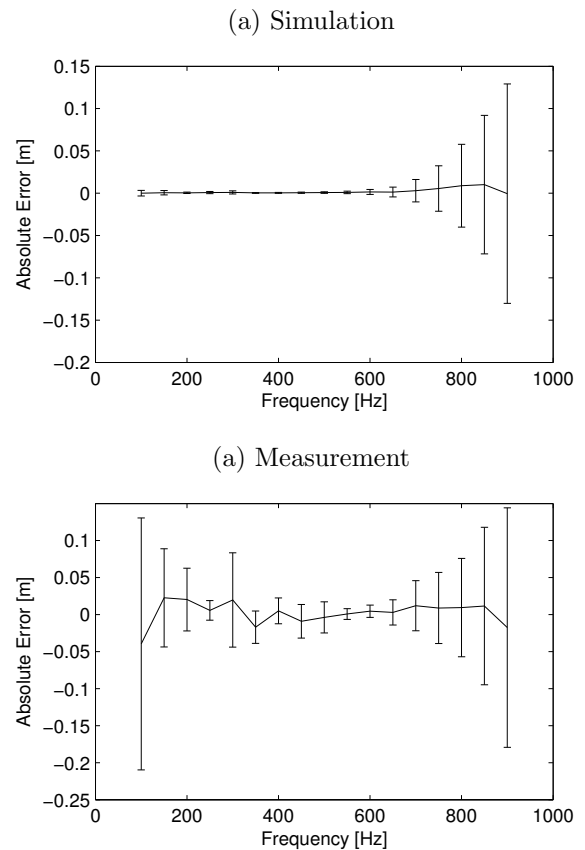 (a) Simulation
0.15
0.1
0.05
0
−0.05
−0.1
−0.15
−0.2
Absolute Error [m]
0 200 400 600 800 1000
Frequency [Hz]
(a) Measurement
0.1
0.05
0
−0.05
−0.1
−0.15
−0.2
−0.25
Absolute Error [m]
0 200 400 600 800 1000
Frequency [Hz]